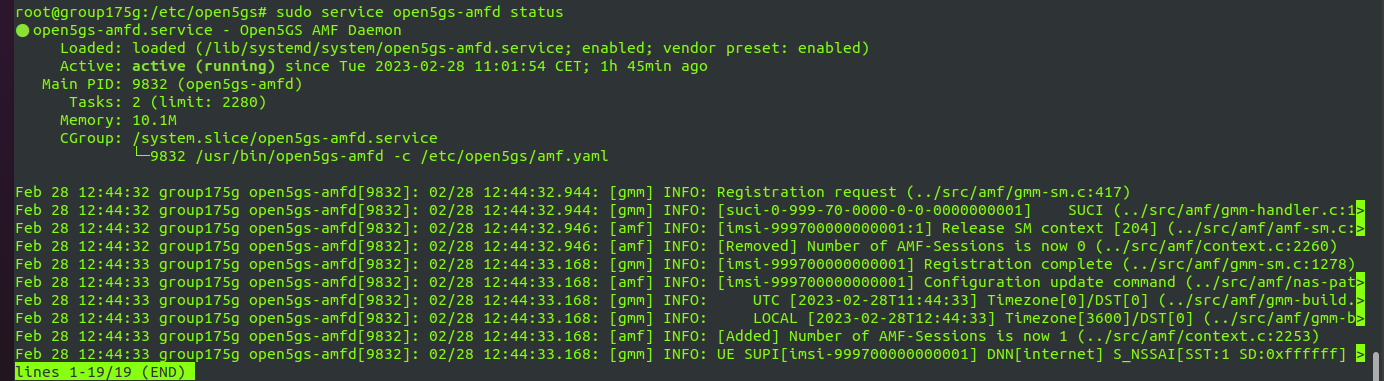 root@group175g:/etc/open5gs# sudo service open5gs-amfd status
● open5gs-amfd.service - Open5GS AMF Daemon
     Loaded: loaded (/lib/systemd/system/open5gs-amfd.service; enabled; vendor preset: enabled)
     Active: active (running) since Tue 2023-02-28 11:01:54 CET; 1h 45min ago
   Main PID: 9832 (open5gs-amfd)
      Tasks: 2 (limit: 2280)
     Memory: 10.1M
     CGroup: /system.slice/open5gs-amfd.service
             └─9832 /usr/bin/open5gs-amfd -c /etc/open5gs/amf.yaml
Feb 28 12:44:32 group175g open5gs-amfd[9832]: 02/28 12:44:32.944: [gmm] INFO: Registration request (../src/amf/gmm-sm.c:417)
Feb 28 12:44:32 group175g open5gs-amfd[9832]: 02/28 12:44:32.944: [gmm] INFO: [suci-0-999-70-0000-0-0-0000000001]    SUCI (../src/amf/gmm-handler.c:1>
Feb 28 12:44:32 group175g open5gs-amfd[9832]: 02/28 12:44:32.946: [amf] INFO: [imsi-999700000000001:1] Release SM context [204] (../src/amf/amf-sm.c:>
Feb 28 12:44:32 group175g open5gs-amfd[9832]: 02/28 12:44:32.946: [amf] INFO: [Removed] Number of AMF-Sessions is now 0 (../src/amf/context.c:2260)
Feb 28 12:44:33 group175g open5gs-amfd[9832]: 02/28 12:44:33.168: [gmm] INFO: [imsi-999700000000001] Registration complete (../src/amf/gmm-sm.c:1278)
Feb 28 12:44:33 group175g open5gs-amfd[9832]: 02/28 12:44:33.168: [amf] INFO: [imsi-999700000000001] Configuration update command (../src/amf/nas-pat>
Feb 28 12:44:33 group175g open5gs-amfd[9832]: 02/28 12:44:33.168: [gmm] INFO:     UTC [2023-02-28T11:44:33] Timezone[0]/DST[0] (../src/amf/gmm-build.>
Feb 28 12:44:33 group175g open5gs-amfd[9832]: 02/28 12:44:33.168: [gmm] INFO:     LOCAL [2023-02-28T12:44:33] Timezone[3600]/DST[0] (../src/amf/gmm-b>
Feb 28 12:44:33 group175g open5gs-amfd[9832]: 02/28 12:44:33.168: [amf] INFO: [Added] Number of AMF-Sessions is now 1 (../src/amf/context.c:2253)
Feb 28 12:44:33 group175g open5gs-amfd[9832]: 02/28 12:44:33.168: [gmm] INFO: UE SUPI[imsi-999700000000001] DNN[internet] S_NSSAI[SST:1 SD:0xffffff] >
lines 1-19/19 (END)